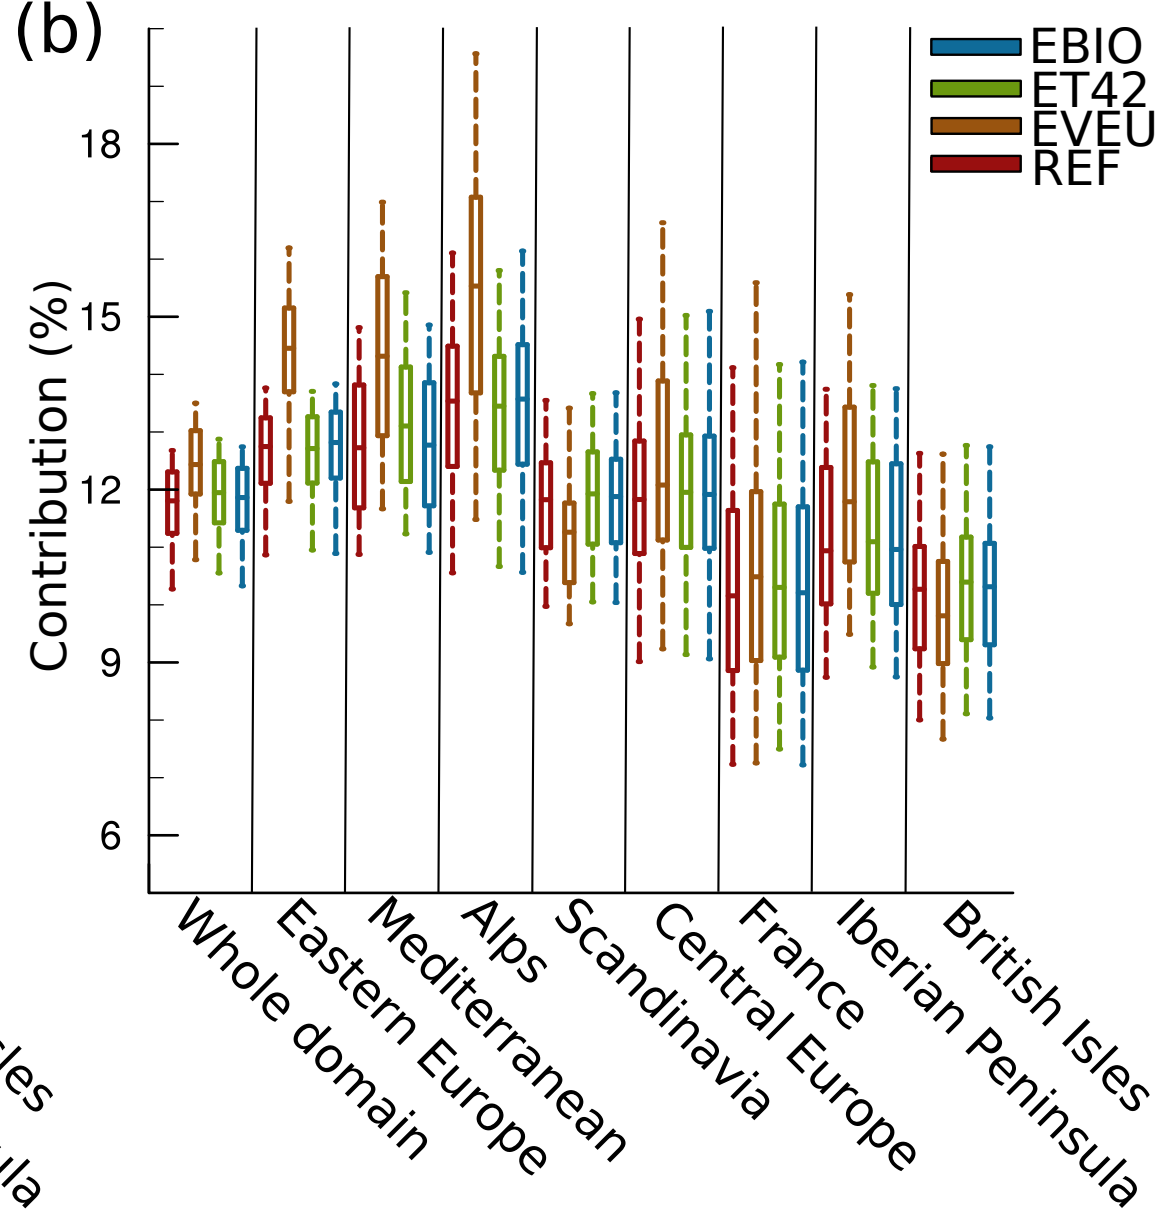 (b)
EBIO
ET42
EVEU
REF
18
15
12
9
6
Contribution (%)
Whole domain
Eastern Europe
Mediterranean
Alps
Scandinavia
Central Europe
France
Iberian Peninsula
British Isles